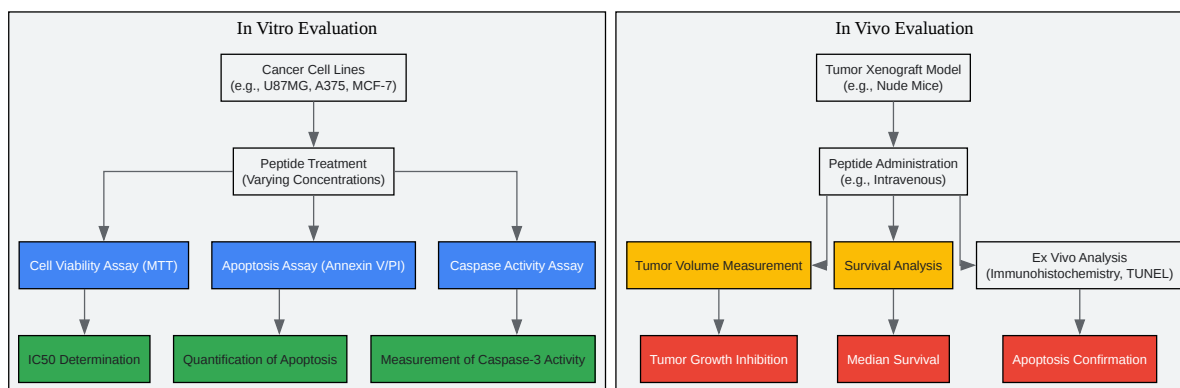 In Vitro Evaluation
Cancer Cell Lines
(e.g., U87MG, A375, MCF-7)
Peptide Treatment
(Varying Concentrations)
Cell Viability Assay (MTT)
Apoptosis Assay (Annexin V/PI)
Caspase Activity Assay
IC50 Determination
Quantification of Apoptosis
Measurement of Caspase-3 Activity
In Vivo Evaluation
Tumor Xenograft Model
(e.g., Nude Mice)
Peptide Administration
(e.g., Intravenous)
Tumor Volume Measurement
Survival Analysis
Ex Vivo Analysis
(Immunohistochemistry, TUNEL)
Tumor Growth Inhibition
Median Survival
Apoptosis Confirmation